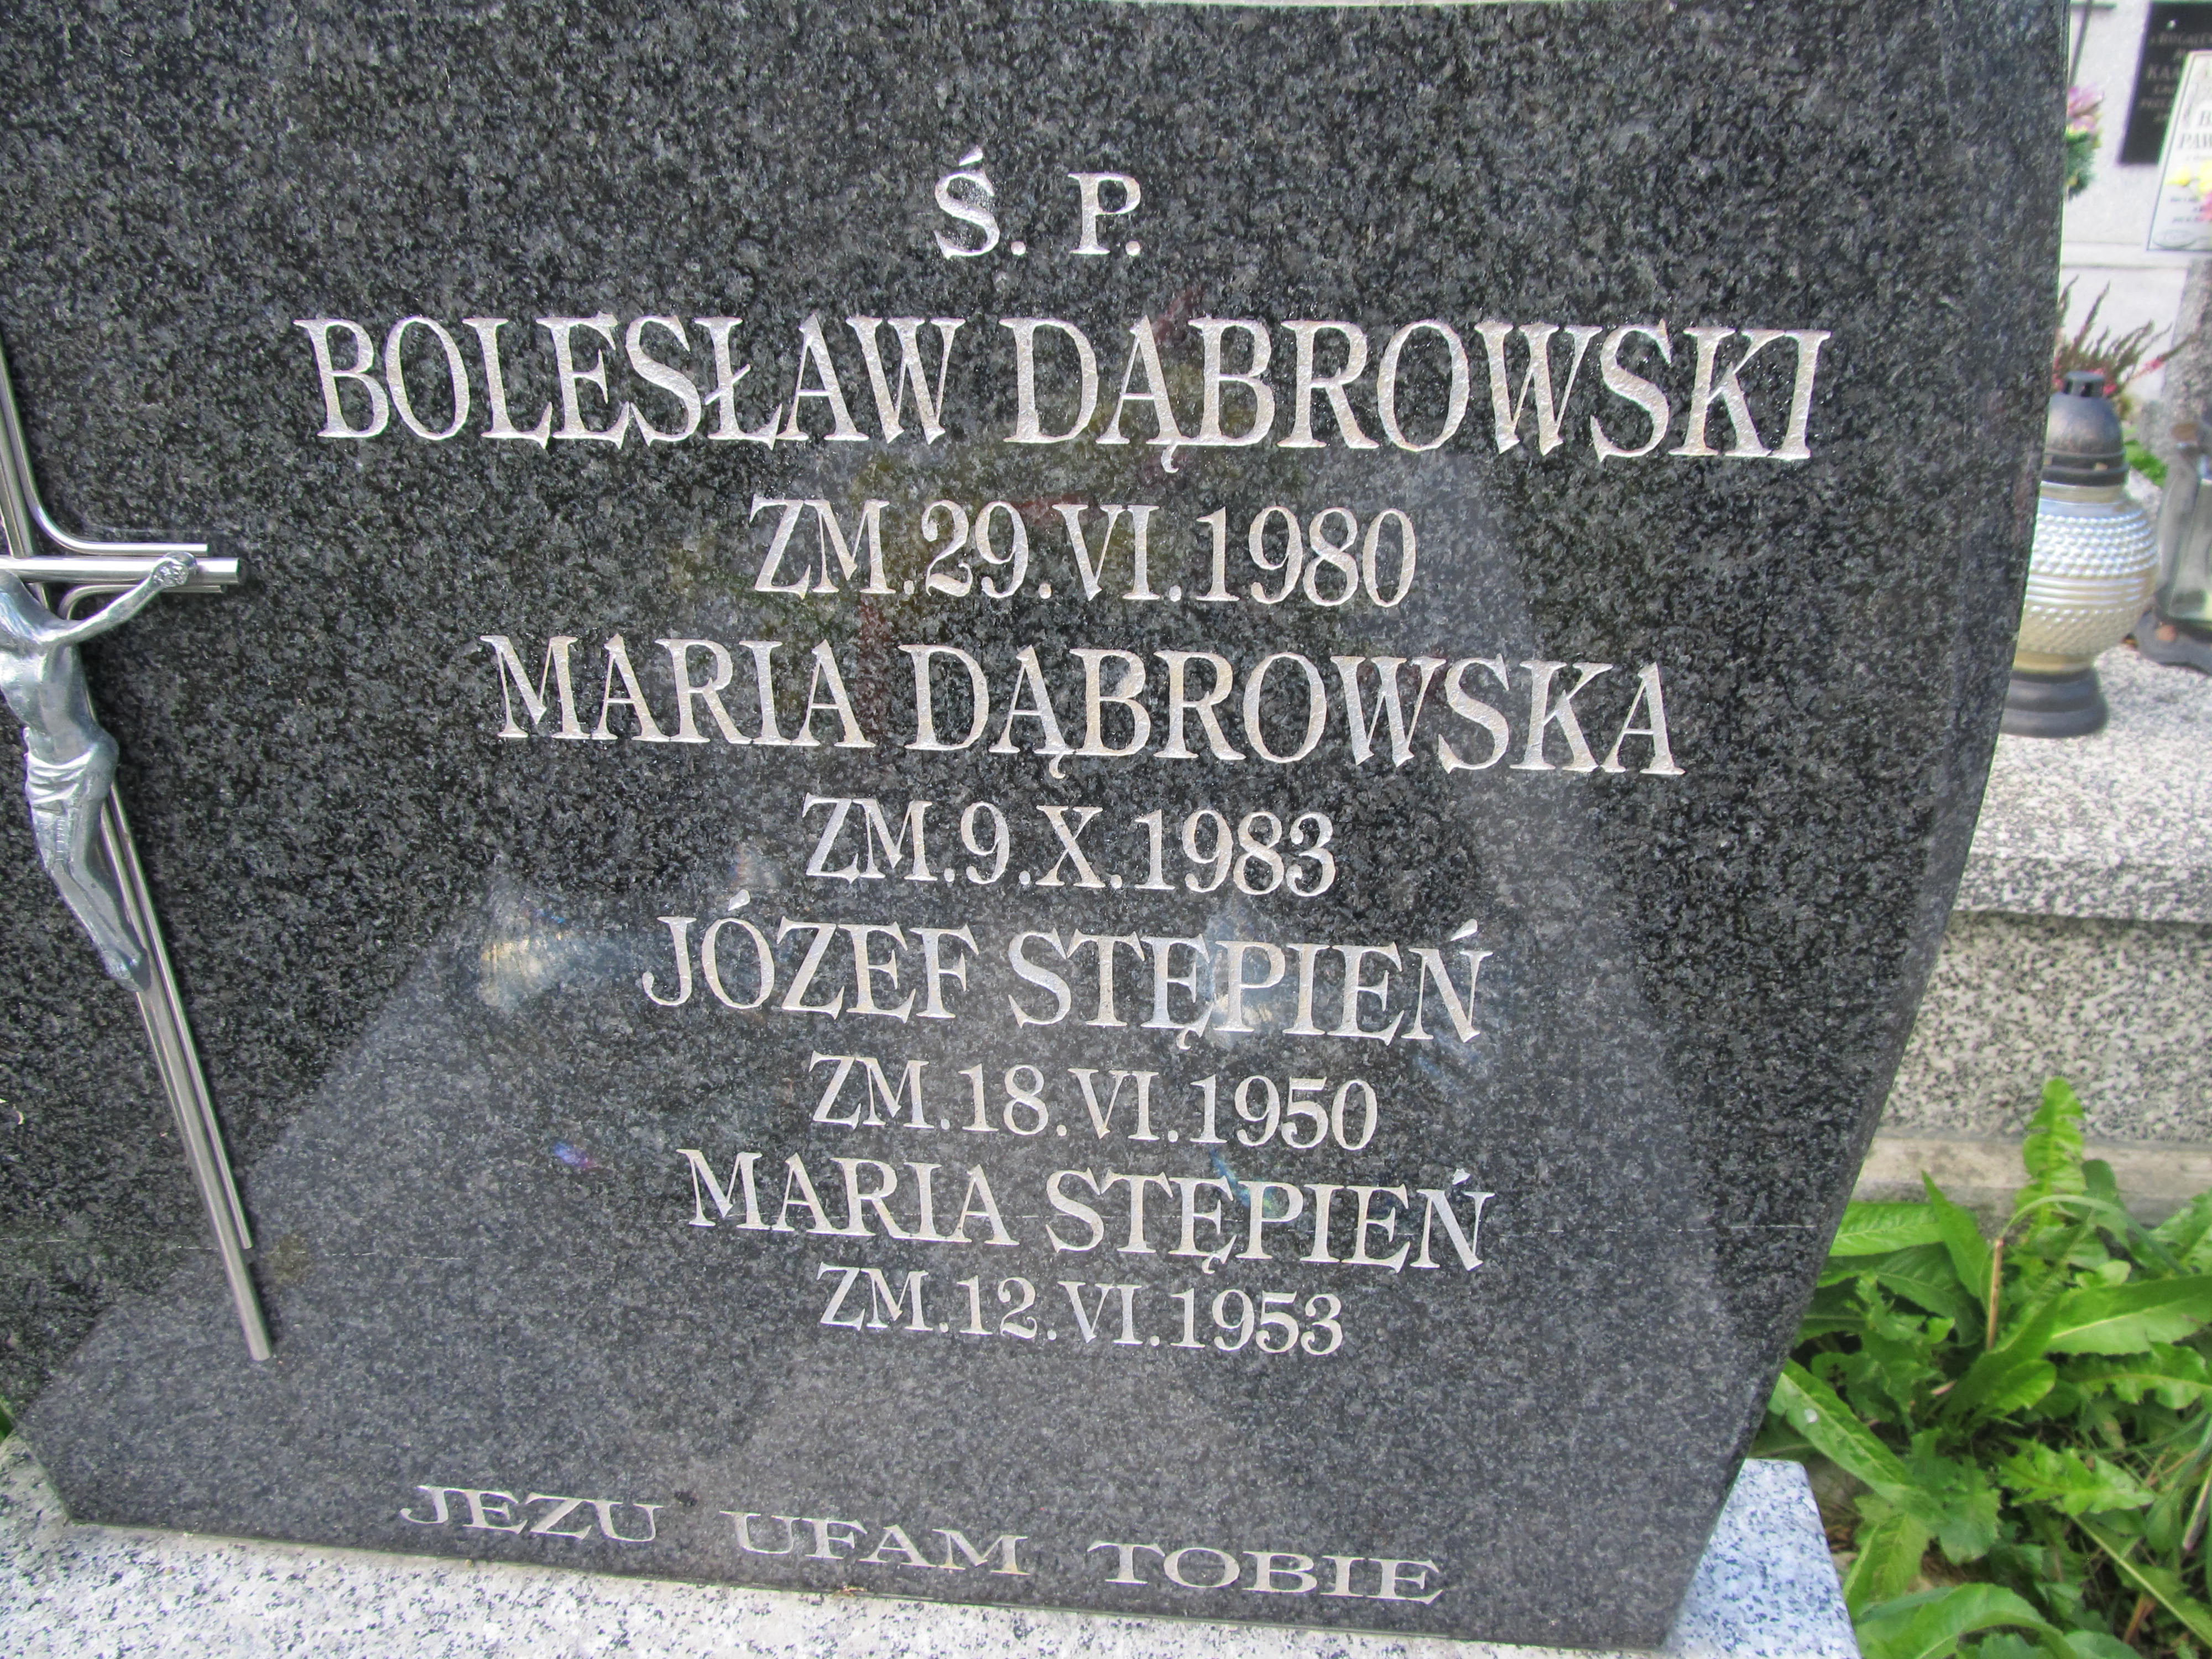 Ś. P.
BOLESŁAW DĄBROWSKI
ZM.29.VI.1980
MARIA DĄBROWSKA
ZM.9.X.1983
JÓZEF STĘPIEŃ
ZM.18.VI.1950
MARIA STĘPIEŃ
ZM.12.VI.1953
JEZU UFAM TOBIE